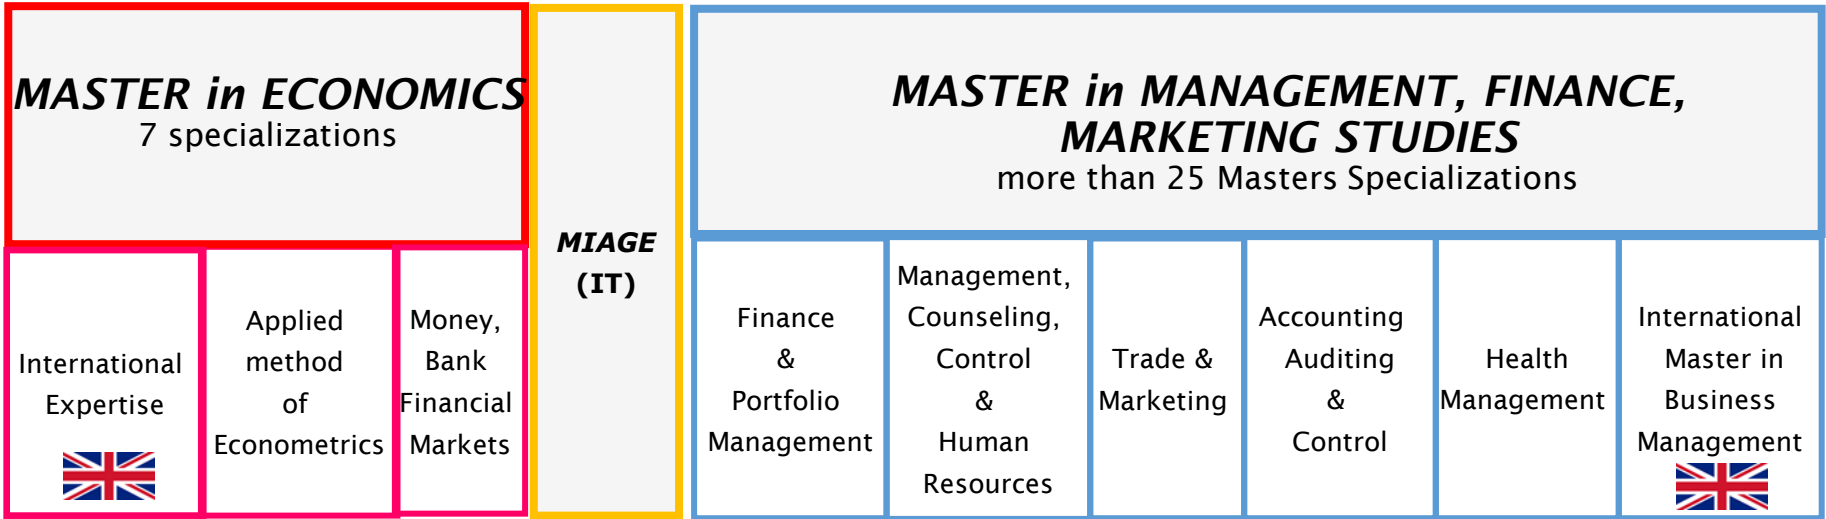 MASTER in ECONOMICS
7 specializations
International
Expertise
Applied
method
of
Econometrics
Money,
Bank
Financial
Markets
MIAGE
(IT)
MASTER in MANAGEMENT, FINANCE,
MARKETING STUDIES
more than 25 Masters Specializations
Finance
&
Portfolio
Management
Management,
Counseling,
Control
&
Human
Resources
Trade &
Marketing
Accounting
Auditing
&
Control
Health
Management
International
Master in
Business
Management